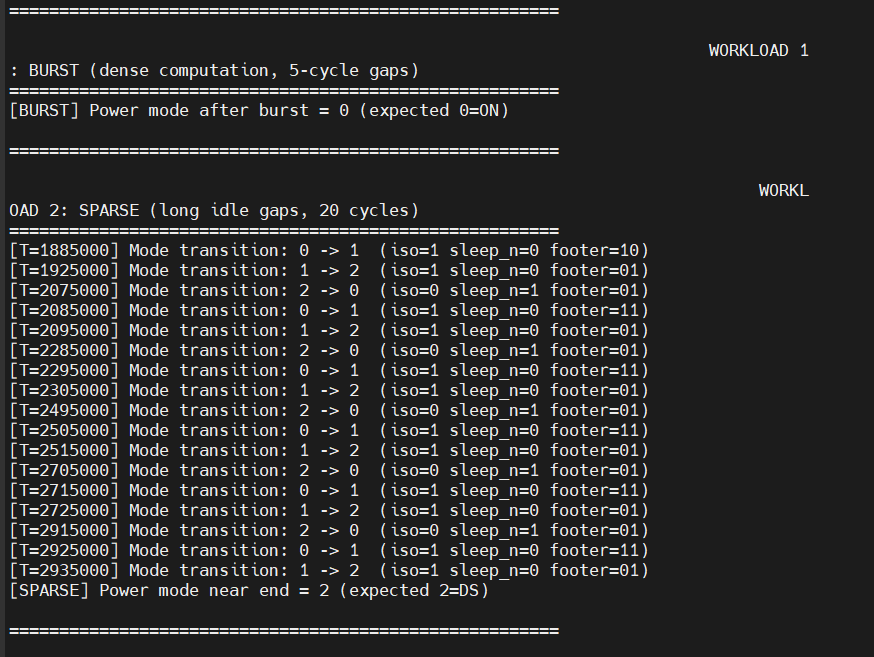 =======================================================
WORKLOAD 1
: BURST (dense computation, 5-cycle gaps)
=======================================================
[BURST] Power mode after burst = 0 (expected 0=ON)
=======================================================
WORKL
OAD 2: SPARSE (long idle gaps, 20 cycles)
=======================================================
[T=1885000] Mode transition: 0 -> 1  (iso=1 sleep_n=0 footer=10)
[T=1925000] Mode transition: 1 -> 2  (iso=1 sleep_n=0 footer=01)
[T=2075000] Mode transition: 2 -> 0  (iso=0 sleep_n=1 footer=01)
[T=2085000] Mode transition: 0 -> 1  (iso=1 sleep_n=0 footer=11)
[T=2095000] Mode transition: 1 -> 2  (iso=1 sleep_n=0 footer=01)
[T=2285000] Mode transition: 2 -> 0  (iso=0 sleep_n=1 footer=01)
[T=2295000] Mode transition: 0 -> 1  (iso=1 sleep_n=0 footer=11)
[T=2305000] Mode transition: 1 -> 2  (iso=1 sleep_n=0 footer=01)
[T=2495000] Mode transition: 2 -> 0  (iso=0 sleep_n=1 footer=01)
[T=2505000] Mode transition: 0 -> 1  (iso=1 sleep_n=0 footer=11)
[T=2515000] Mode transition: 1 -> 2  (iso=1 sleep_n=0 footer=01)
[T=2705000] Mode transition: 2 -> 0  (iso=0 sleep_n=1 footer=01)
[T=2715000] Mode transition: 0 -> 1  (iso=1 sleep_n=0 footer=11)
[T=2725000] Mode transition: 1 -> 2  (iso=1 sleep_n=0 footer=01)
[T=2915000] Mode transition: 2 -> 0  (iso=0 sleep_n=1 footer=01)
[T=2925000] Mode transition: 0 -> 1  (iso=1 sleep_n=0 footer=11)
[T=2935000] Mode transition: 1 -> 2  (iso=1 sleep_n=0 footer=01)
[SPARSE] Power mode near end = 2 (expected 2=DS)
=======================================================